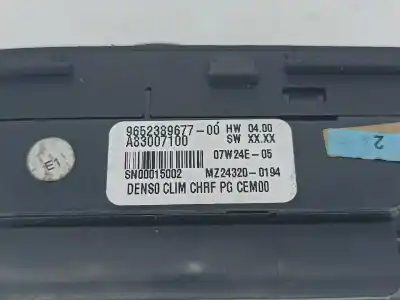 9652389677-00 HW 04.00
A83007100 SW XX.XX
07W24E-05
SN00015002 MZ24320-0194
DENSO CLIM CHRF PG CEM00
E1
2